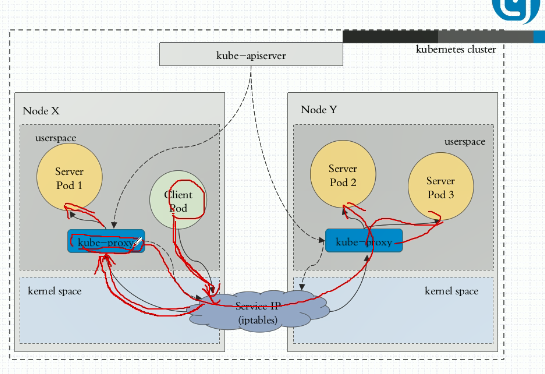 kubernetes cluster
kube-apiserver
Node X
Node Y
userspace
userspace
Server
Pod 1
Client
Pod
Server
Pod 2
Server
Pod 3
kube-proxy
kube-proxy
kernel space
Service IP
(iptables)
kernel space